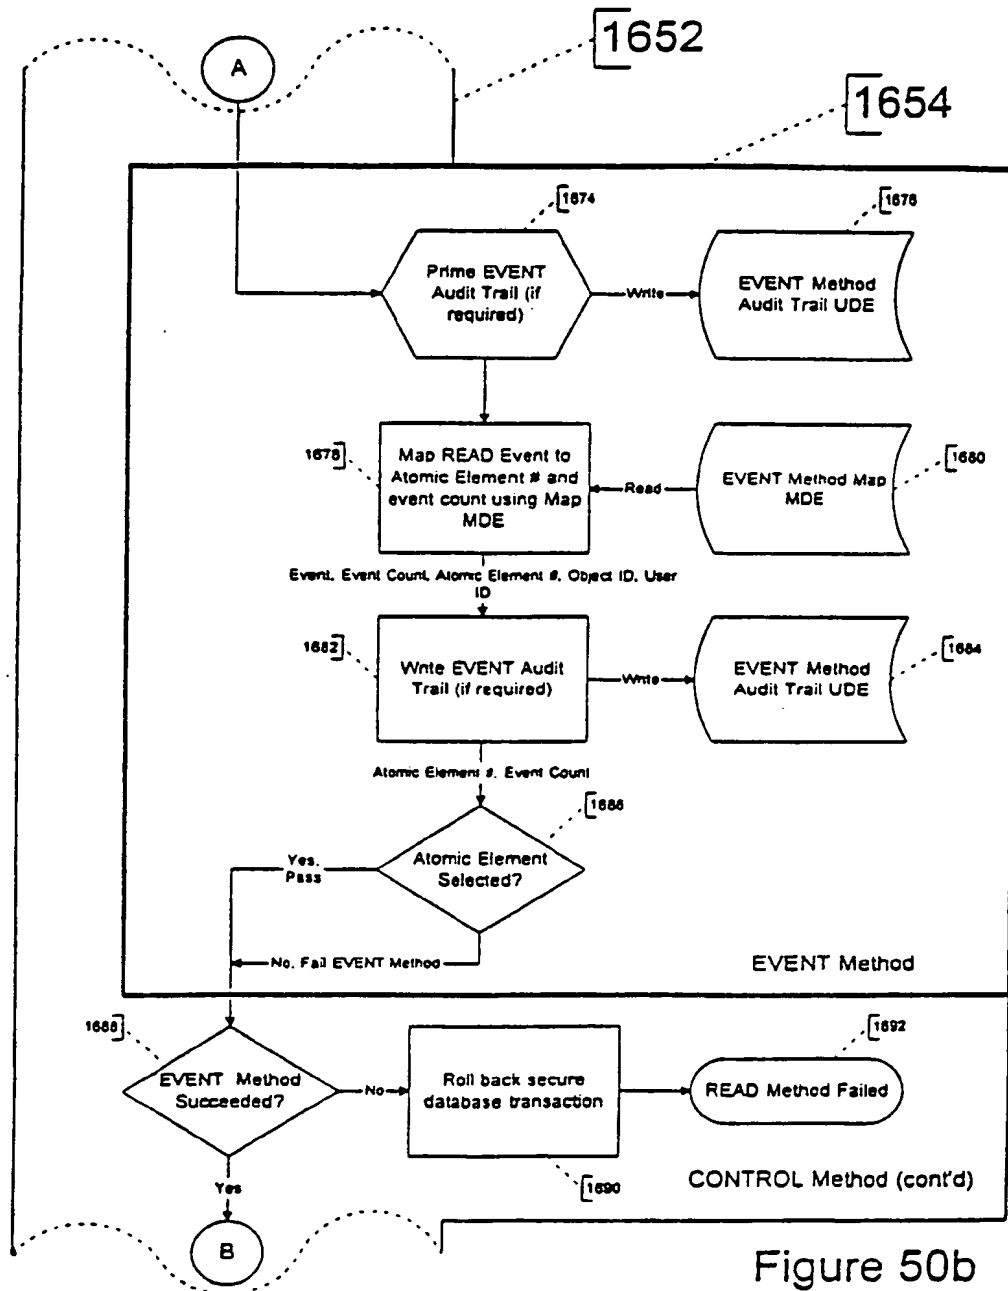 A
1652
1654
1674
Prime EVENT
Audit Trail (if
required)
Write
1676
EVENT Method
Audit Trail UDE
1678
Map READ Event to
Atomic Element # and
event count using Map
MDE
Read
1680
EVENT Method Map
MDE
Event, Event Count, Atomic Element #, Object ID, User
ID
1682
Write EVENT Audit
Trail (if required)
Write
1684
EVENT Method
Audit Trail UDE
Atomic Element #, Event Count
1686
Atomic Element
Selected?
Yes,
Pass
No, Fail EVENT Method
EVENT Method
1688
EVENT Method
Succeeded?
No
Roll back secure
database transaction
1690
1692
READ Method Failed
Yes
CONTROL Method (cont'd)
B
Figure 50b